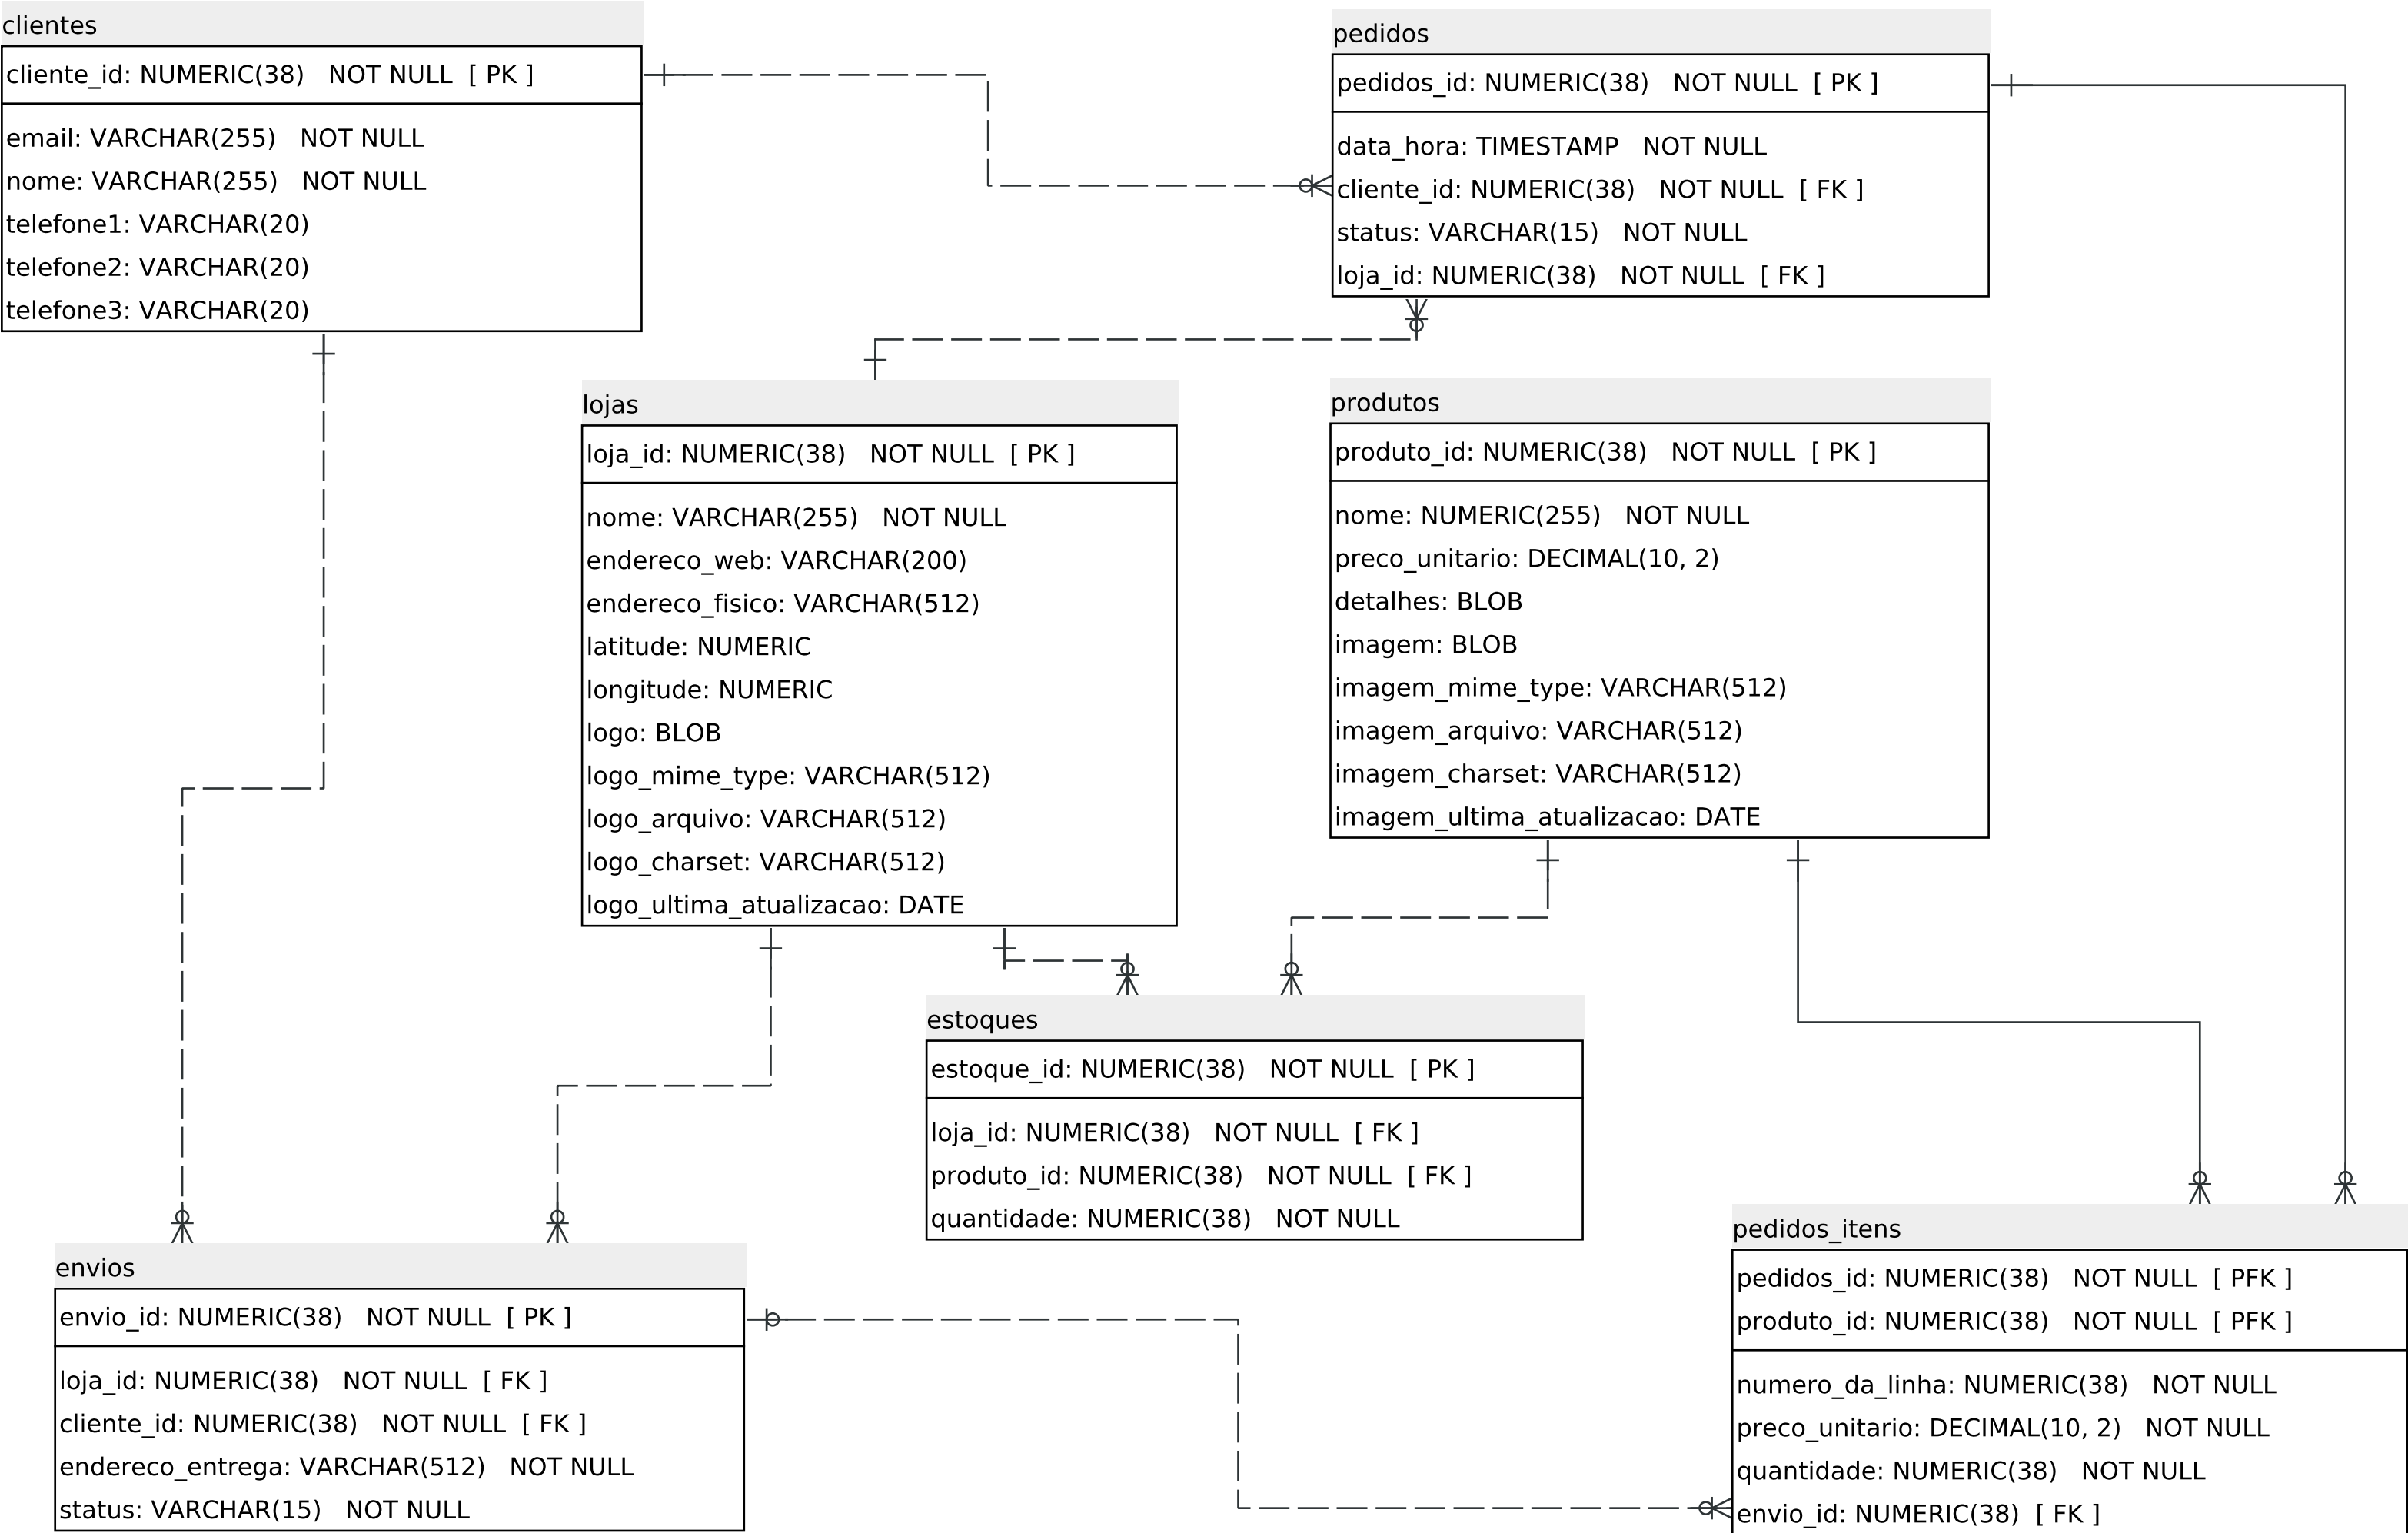 clientes
cliente_id: NUMERIC(38) NOT NULL [ PK ]
email: VARCHAR(255) NOT NULL
nome: VARCHAR(255) NOT NULL
telefone1: VARCHAR(20)
telefone2: VARCHAR(20)
telefone3: VARCHAR(20)
pedidos
pedidos_id: NUMERIC(38) NOT NULL [ PK ]
data_hora: TIMESTAMP NOT NULL
cliente_id: NUMERIC(38) NOT NULL [ FK ]
status: VARCHAR(15) NOT NULL
loja_id: NUMERIC(38) NOT NULL [ FK ]
lojas
loja_id: NUMERIC(38) NOT NULL [ PK ]
nome: VARCHAR(255) NOT NULL
endereco_web: VARCHAR(200)
endereco_fisico: VARCHAR(512)
latitude: NUMERIC
longitude: NUMERIC
logo: BLOB
logo_mime_type: VARCHAR(512)
logo_arquivo: VARCHAR(512)
logo_charset: VARCHAR(512)
logo_ultima_atualizacao: DATE
produtos
produto_id: NUMERIC(38) NOT NULL [ PK ]
nome: NUMERIC(255) NOT NULL
preco_unitario: DECIMAL(10, 2)
detalhes: BLOB
imagem: BLOB
imagem_mime_type: VARCHAR(512)
imagem_arquivo: VARCHAR(512)
imagem_charset: VARCHAR(512)
imagem_ultima_atualizacao: DATE
estoques
estoque_id: NUMERIC(38) NOT NULL [ PK ]
loja_id: NUMERIC(38) NOT NULL [ FK ]
produto_id: NUMERIC(38) NOT NULL [ FK ]
quantidade: NUMERIC(38) NOT NULL
envios
envio_id: NUMERIC(38) NOT NULL [ PK ]
loja_id: NUMERIC(38) NOT NULL [ FK ]
cliente_id: NUMERIC(38) NOT NULL [ FK ]
endereco_entrega: VARCHAR(512) NOT NULL
status: VARCHAR(15) NOT NULL
pedidos_itens
pedidos_id: NUMERIC(38) NOT NULL [ PFK ]
produto_id: NUMERIC(38) NOT NULL [ PFK ]
numero_da_linha: NUMERIC(38) NOT NULL
preco_unitario: DECIMAL(10, 2) NOT NULL
quantidade: NUMERIC(38) NOT NULL
envio_id: NUMERIC(38) [ FK ]